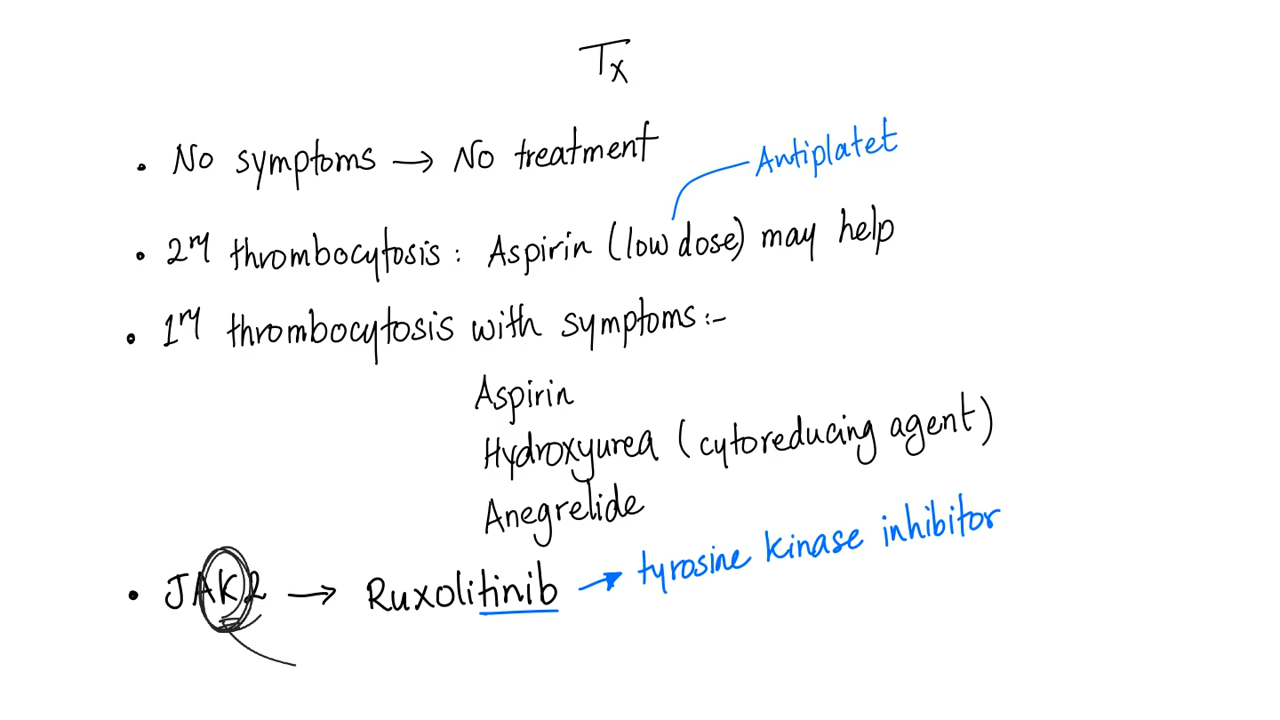 Tx
• No symptoms → No treatment
Antiplatet
• 2ry thrombocytosis : Aspirin (low dose) may help
• 1ry thrombocytosis with symptoms :-
Aspirin
Hydroxyurea (cytoreducing agent)
Anegrelide
• JAK2 → Ruxolitinib → tyrosine kinase inhibitor